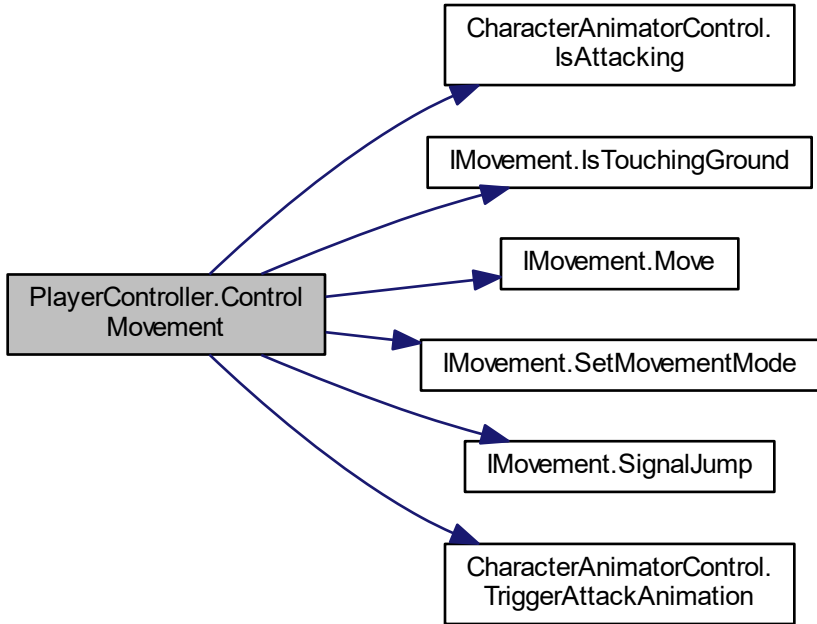 CharacterAnimatorControl.
IsAttacking
IMovement.IsTouchingGround
IMovement.Move
PlayerController.Control
Movement
IMovement.SetMovementMode
IMovement.SignalJump
CharacterAnimatorControl.
TriggerAttackAnimation